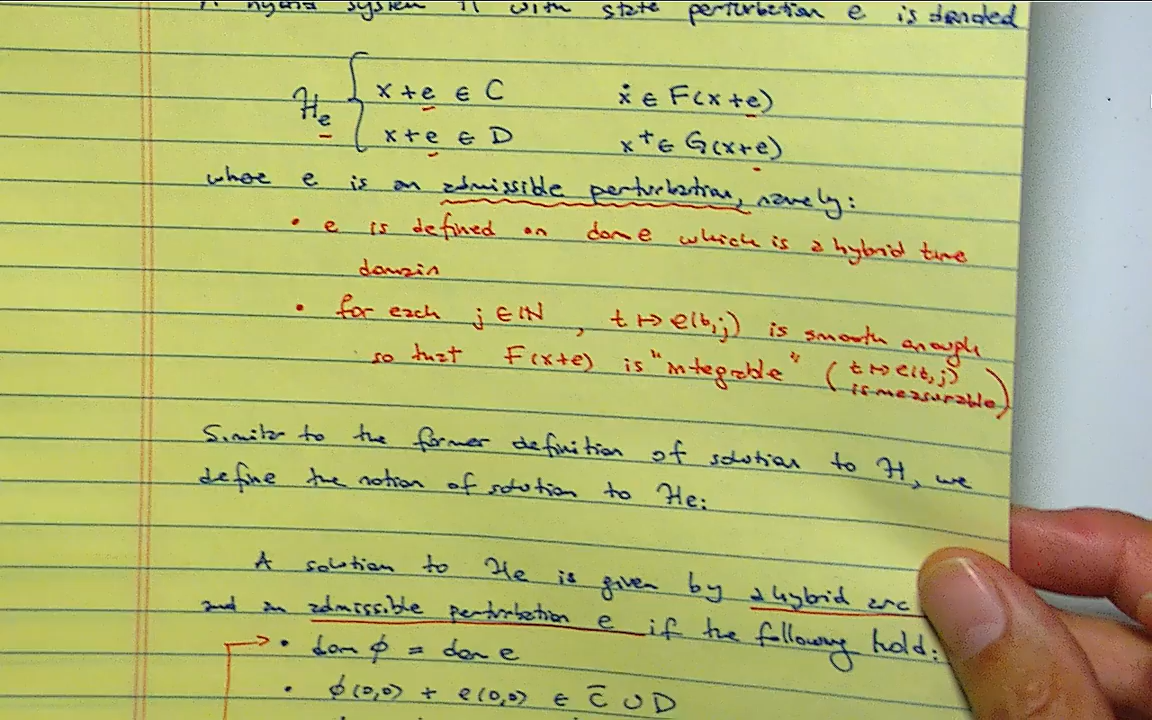 A hybrid system H with state perturbation e is denoted
H_e { x+e ∈ C ẋ ∈ F(x+e)
x+e ∈ D x⁺ ∈ G(x+e)
where e is an admissible perturbation, namely:
• e is defined on dom e which is a hybrid time
domain
• for each j ∈ ℕ, t ↦ e(t,j) is smooth enough
so that F(x+e) is "integrable" (t ↦ e(t,j)
is measurable)
Similar to the former definition of solution to H, we
define the notion of solution to He:
A solution to He is given by a hybrid arc
and an admissible perturbation e if the following hold:
• dom φ = dom e
• φ(0,0) + e(0,0) ∈ C̄ ∪ D